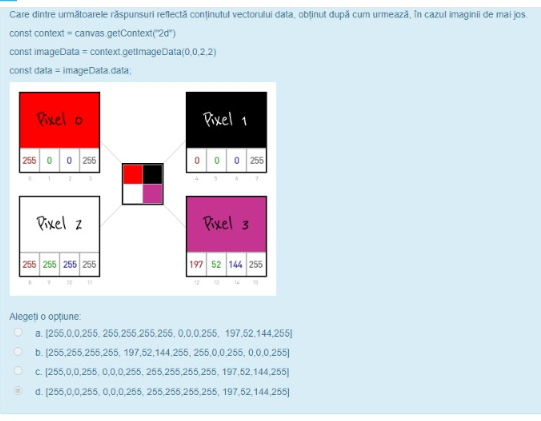 Care dintre următoarele răspunsuri reflectă conținutul vectorului data, obținut după cum urmează, în cazul imaginii de mai jos.
const context = canvas.getContext("2d")
const imageData = context.getImageData(0,0,2,2)
const data = imageData.data;
Pixel 0 Pixel 1
255 0 0 255 0 0 0 255
0 1 2 3 4 5 6 7
Pixel 2 Pixel 3
255 255 255 255 197 52 144 255
8 9 10 11 12 13 14 15
Alegeți o opțiune:
a. [255,0,0,255, 255,255,255,255, 0,0,0,255, 197,52,144,255]
b. [255,255,255,255, 197,52,144,255, 255,0,0,255, 0,0,0,255]
c. [255,0,0,255, 0,0,0,255, 255,255,255,255, 197,52,144,255]
d. [255,0,0,255, 0,0,0,255, 255,255,255,255, 197,52,144,255]